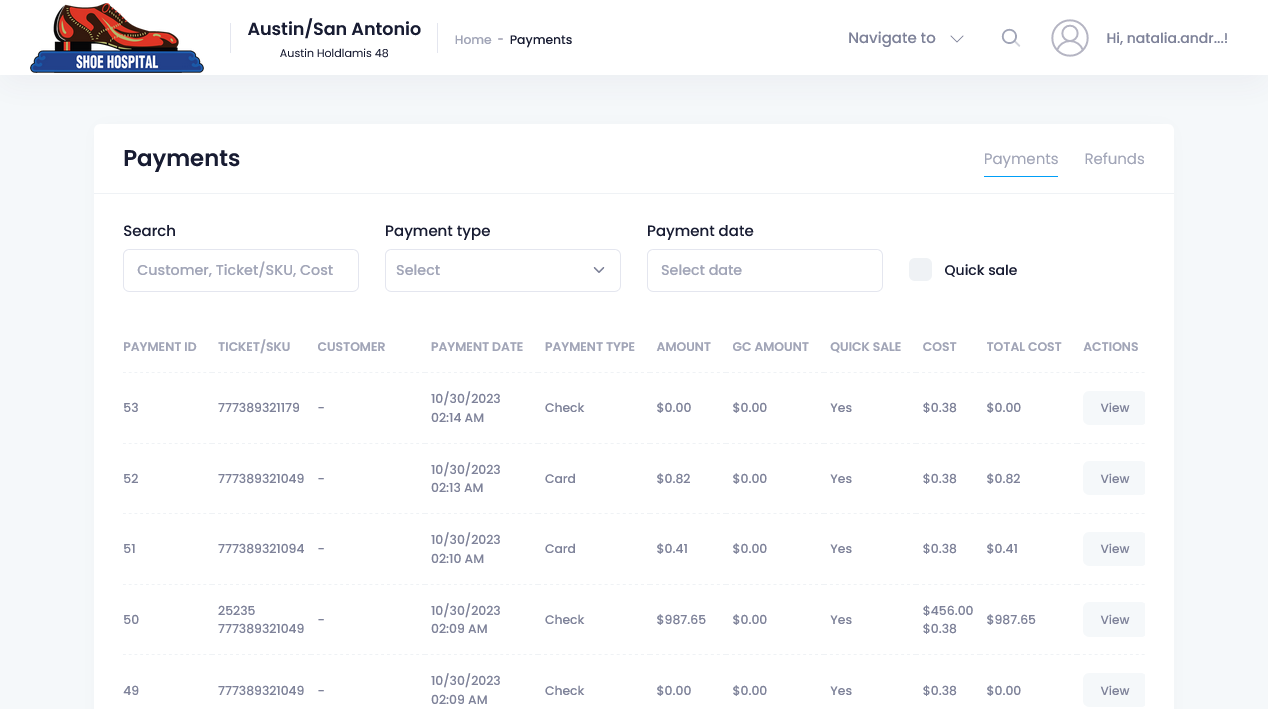 SHOE HOSPITAL
Austin/San Antonio
Austin Holdlamis 48
Home - Payments
Navigate to
Hi, natalia.andr...!
Payments
Payments Refunds
Search Payment type Payment date
Customer, Ticket/SKU, Cost Select Select date Quick sale
PAYMENT ID TICKET/SKU CUSTOMER PAYMENT DATE PAYMENT TYPE AMOUNT GC AMOUNT QUICK SALE COST TOTAL COST ACTIONS
53 777389321179 - 10/30/2023 02:14 AM Check $0.00 $0.00 Yes $0.38 $0.00 View
52 777389321049 - 10/30/2023 02:13 AM Card $0.82 $0.00 Yes $0.38 $0.82 View
51 777389321094 - 10/30/2023 02:10 AM Card $0.41 $0.00 Yes $0.38 $0.41 View
50 25235 777389321049 - 10/30/2023 02:09 AM Check $987.65 $0.00 Yes $456.00 $0.38 $987.65 View
49 777389321049 - 10/30/2023 02:09 AM Check $0.00 $0.00 Yes $0.38 $0.00 View